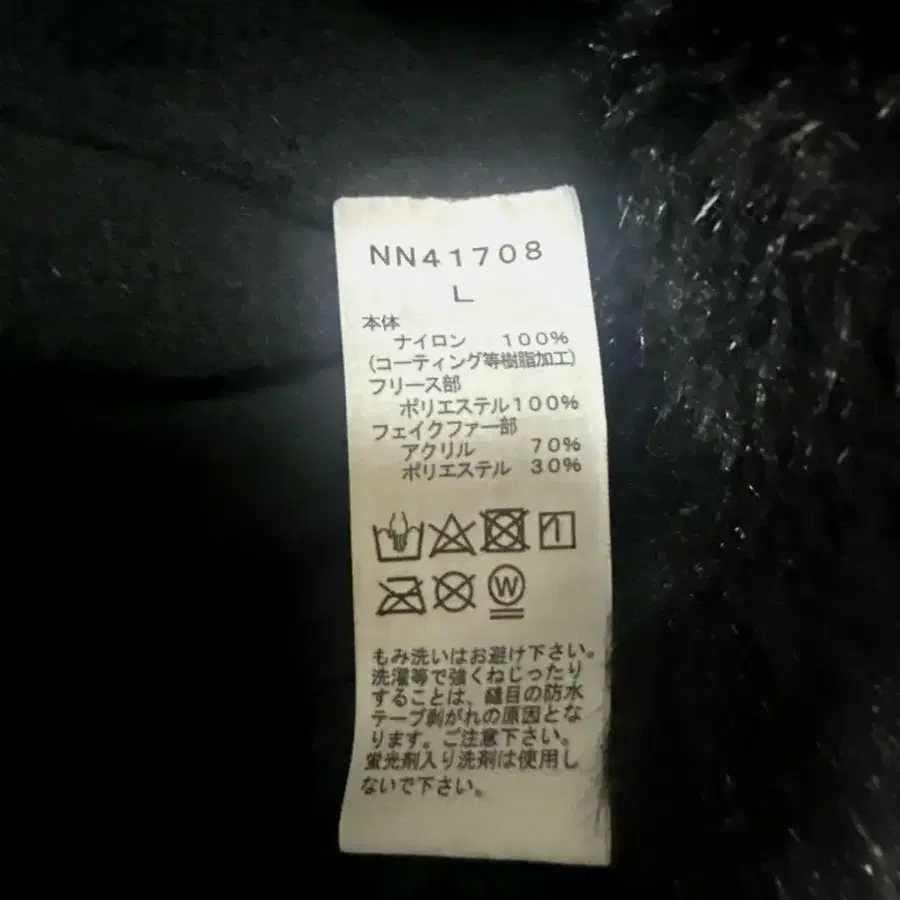 NN41708
L
本体
ナイロン 100%
(コーティング等樹脂加工)
フリース部
ポリエステル100%
フェイクファー部
アクリル 70%
ポリエステル 30%
W
もみ洗いはお避け下さい。
洗濯等で強くねじったり
することは、縫目の防水
テープ剥がれの原因とな
ります。ご注意下さい。
蛍光剤入り洗剤は使用し
ないで下さい。